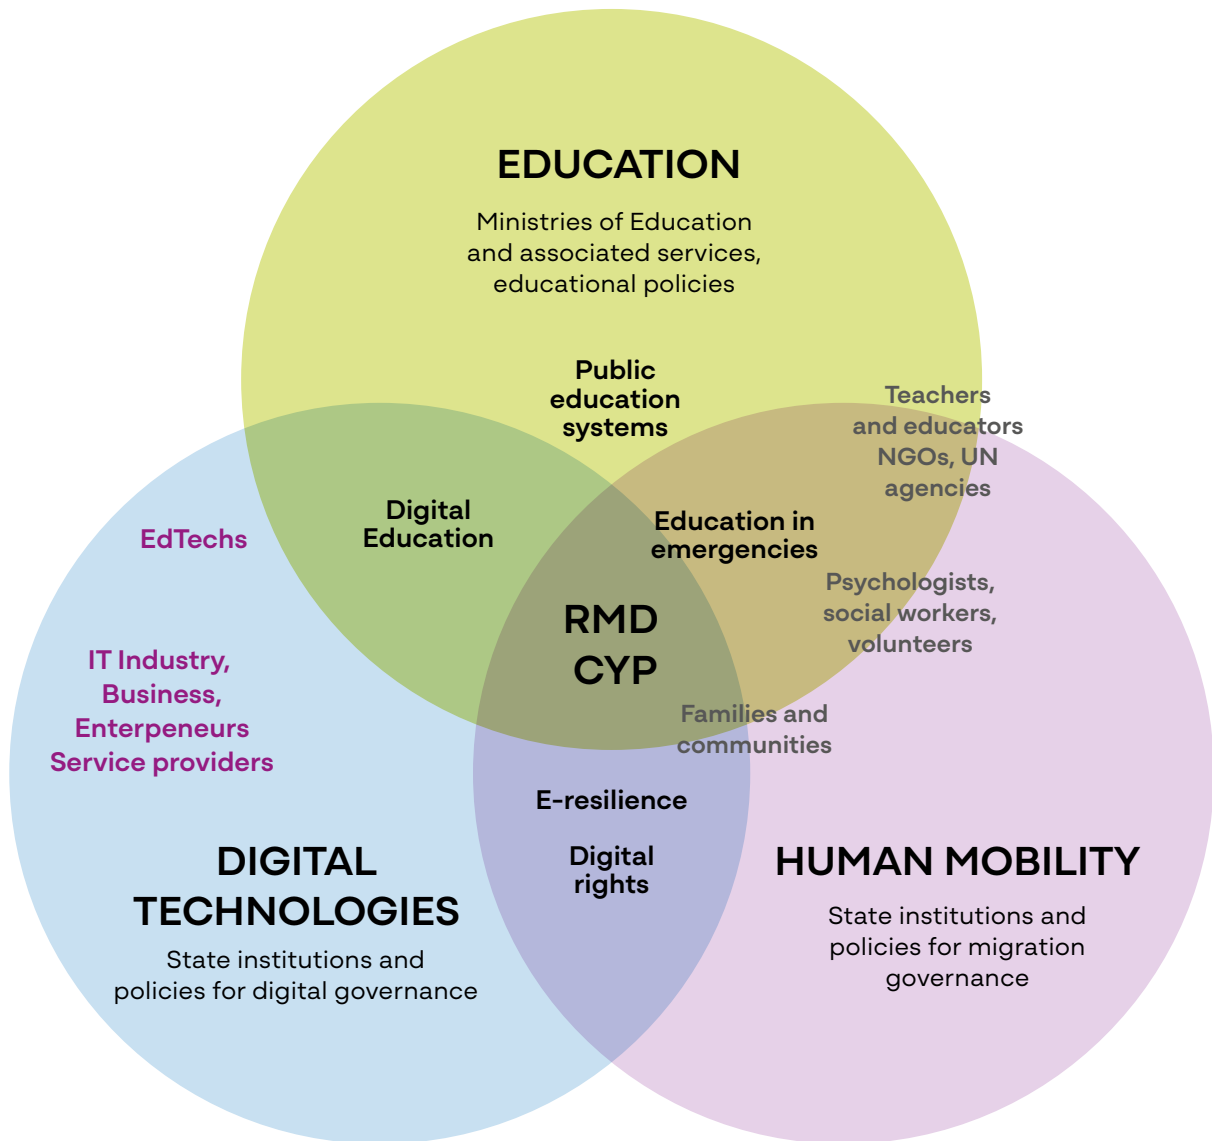 EDUCATION
Ministries of Education
and associated services,
educational policies
Public
education
systems
Teachers
and educators
NGOs, UN
agencies
Digital
Education
Education in
emergencies
EdTechs
Psychologists,
social workers,
volunteers
RMD
CYP
IT Industry,
Business,
Enterpeneurs
Service providers
Families and
communities
E-resilience
Digital
rights
DIGITAL
TECHNOLOGIES
State institutions and
policies for digital governance
HUMAN MOBILITY
State institutions and
policies for migration
governance